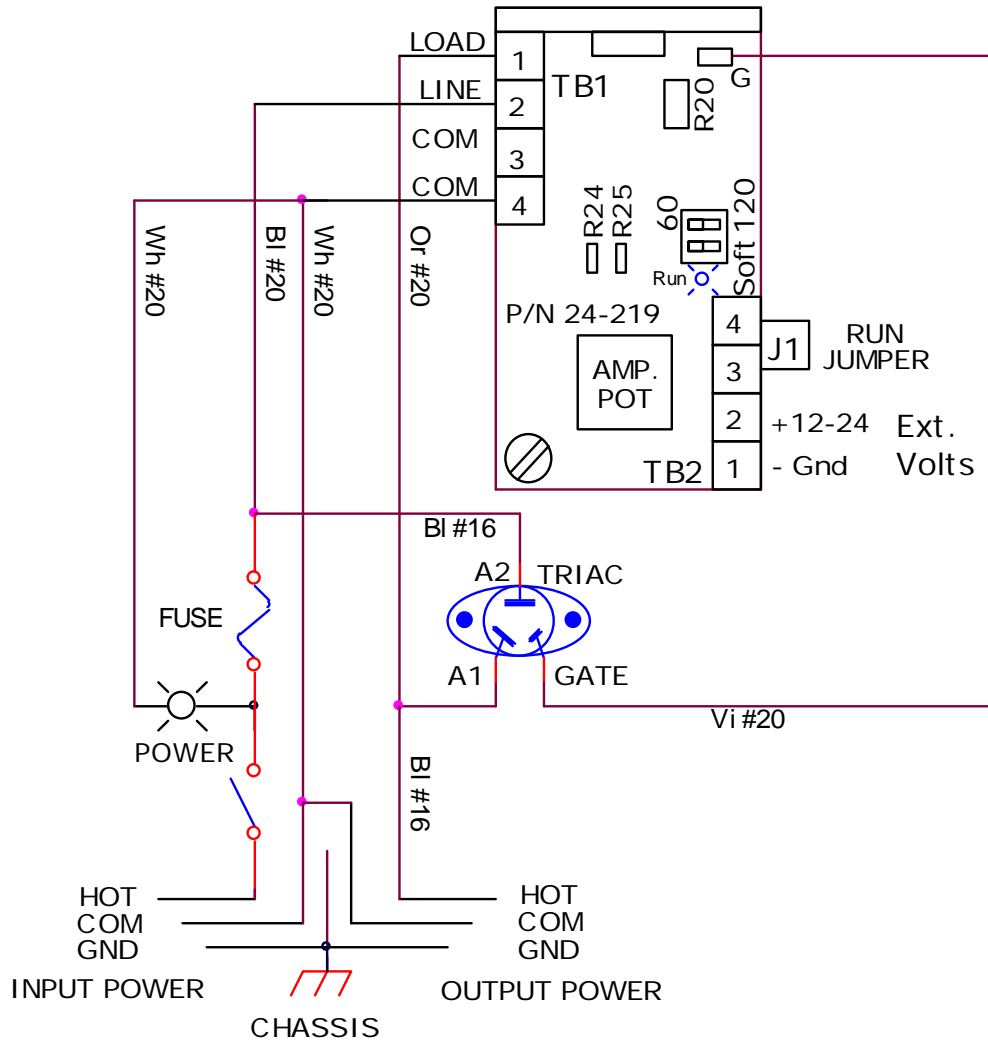 LOAD
1
G
LINE
TB1
2
R20
COM
3
COM
4
Wh #20
Bl #20
Wh #20
Or #20
R24
R25
60
Soft 120
Run
P/N 24-219
4
J1
RUN
JUMPER
3
AMP.
POT
2
+12-24
Ext.
Volts
TB2
1
- Gnd
Bl #16
A2
TRIAC
FUSE
A1
GATE
Vi #20
POWER
Bl #16
HOT
COM
GND
HOT
COM
GND
INPUT POWER
OUTPUT POWER
CHASSIS